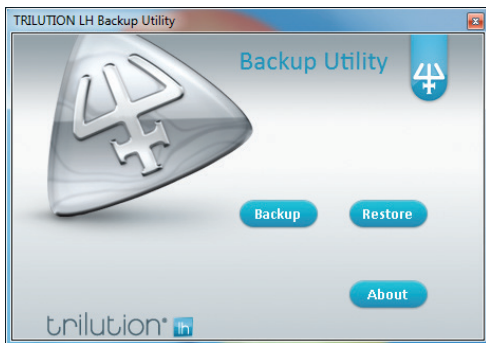 TRILUTION LH Backup Utility
Backup Utility
Backup Restore
About
trilution® lh